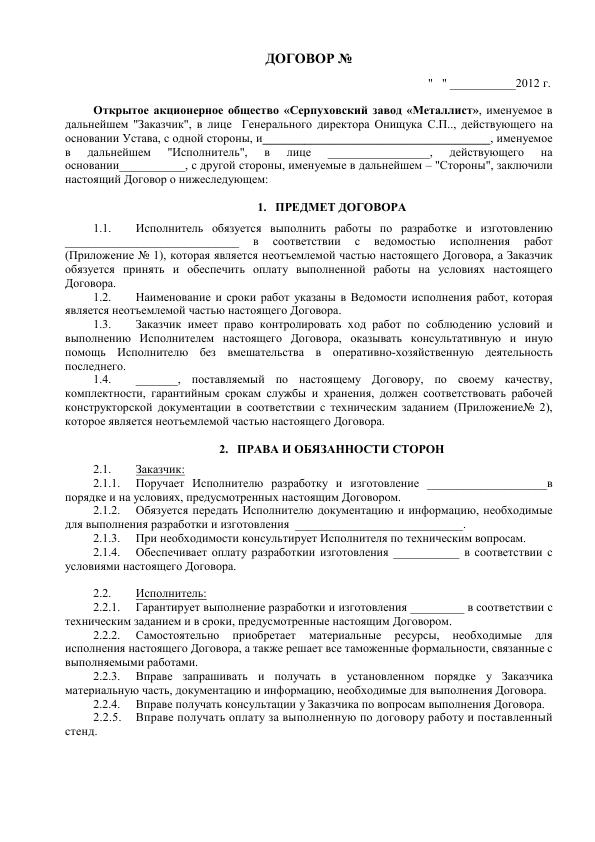 ДОГОВОР №
"   " ___________2012 г.
Открытое акционерное общество «Серпуховский завод «Металлист», именуемое в
дальнейшем "Заказчик", в лице  Генерального директора Онищука С.П.., действующего на
основании Устава, с одной стороны, и______________________________________, именуемое
в дальнейшем "Исполнитель", в лице _________________, действующего на
основании___________, с другой стороны, именуемые в дальнейшем – "Стороны", заключили
настоящий Договор о нижеследующем:
1. ПРЕДМЕТ ДОГОВОРА
1.1. Исполнитель обязуется выполнить работы по разработке и изготовлению
_____________________________ в соответствии с ведомостью исполнения работ
(Приложение № 1), которая является неотъемлемой частью настоящего Договора, а Заказчик
обязуется принять и обеспечить оплату выполненной работы на условиях настоящего
Договора.
1.2. Наименование и сроки работ указаны в Ведомости исполнения работ, которая
является неотъемлемой частью настоящего Договора.
1.3. Заказчик имеет право контролировать ход работ по соблюдению условий и
выполнению Исполнителем настоящего Договора, оказывать консультативную и иную
помощь Исполнителю без вмешательства в оперативно-хозяйственную деятельность
последнего.
1.4. _______, поставляемый по настоящему Договору, по своему качеству,
комплектности, гарантийным срокам службы и хранения, должен соответствовать рабочей
конструкторской документации в соответствии с техническим заданием (Приложение№ 2),
которое является неотъемлемой частью настоящего Договора.
2. ПРАВА И ОБЯЗАННОСТИ СТОРОН
2.1. Заказчик:
2.1.1. Поручает Исполнителю разработку и изготовление ____________________в
порядке и на условиях, предусмотренных настоящим Договором.
2.1.2. Обязуется передать Исполнителю документацию и информацию, необходимые
для выполнения разработки и изготовления ____________________________.
2.1.3. При необходимости консультирует Исполнителя по техническим вопросам.
2.1.4. Обеспечивает оплату разработкии изготовления ___________ в соответствии с
условиями настоящего Договора.
2.2. Исполнитель:
2.2.1. Гарантирует выполнение разработки и изготовления _________ в соответствии с
техническим заданием и в сроки, предусмотренные настоящим Договором.
2.2.2. Самостоятельно приобретает материальные ресурсы, необходимые для
исполнения настоящего Договора, а также решает все таможенные формальности, связанные с
выполняемыми работами.
2.2.3. Вправе запрашивать и получать в установленном порядке у Заказчика
материальную часть, документацию и информацию, необходимые для выполнения Договора.
2.2.4. Вправе получать консультации у Заказчика по вопросам выполнения Договора.
2.2.5. Вправе получать оплату за выполненную по договору работу и поставленный
стенд.